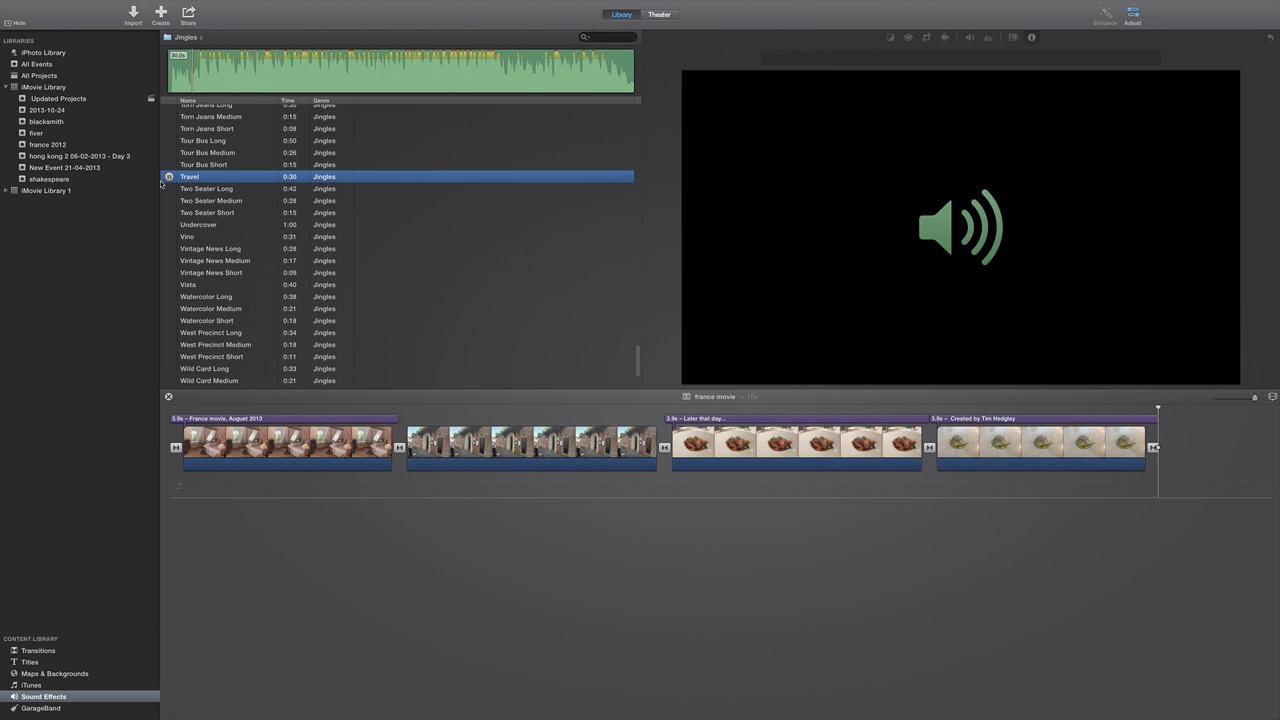 Hide
Import
Create
Share
Library
Theater
Enhance
Adjust
LIBRARIES
iPhoto Library
All Events
All Projects
iMovie Library
Updated Projects
2013-10-24
blacksmith
fiver
france 2012
hong kong 2 06-02-2013 - Day 3
New Event 21-04-2013
shakespeare
iMovie Library 1
Jingles
30.0s
Name Time Genre
Torn Jeans Long 0:30 Jingles
Torn Jeans Medium 0:15 Jingles
Torn Jeans Short 0:08 Jingles
Tour Bus Long 0:50 Jingles
Tour Bus Medium 0:26 Jingles
Tour Bus Short 0:15 Jingles
Travel 0:30 Jingles
Two Seater Long 0:42 Jingles
Two Seater Medium 0:28 Jingles
Two Seater Short 0:15 Jingles
Undercover 1:00 Jingles
Vino 0:31 Jingles
Vintage News Long 0:28 Jingles
Vintage News Medium 0:17 Jingles
Vintage News Short 0:09 Jingles
Vista 0:40 Jingles
Watercolor Long 0:38 Jingles
Watercolor Medium 0:21 Jingles
Watercolor Short 0:18 Jingles
West Precinct Long 0:34 Jingles
West Precinct Medium 0:18 Jingles
West Precinct Short 0:11 Jingles
Wild Card Long 0:33 Jingles
Wild Card Medium 0:21 Jingles
france movie – 16s
3.9s – France movie, August 2013
3.9s – Later that day...
3.9s – Created by Tim Hedgley
CONTENT LIBRARY
Transitions
Titles
Maps & Backgrounds
iTunes
Sound Effects
GarageBand